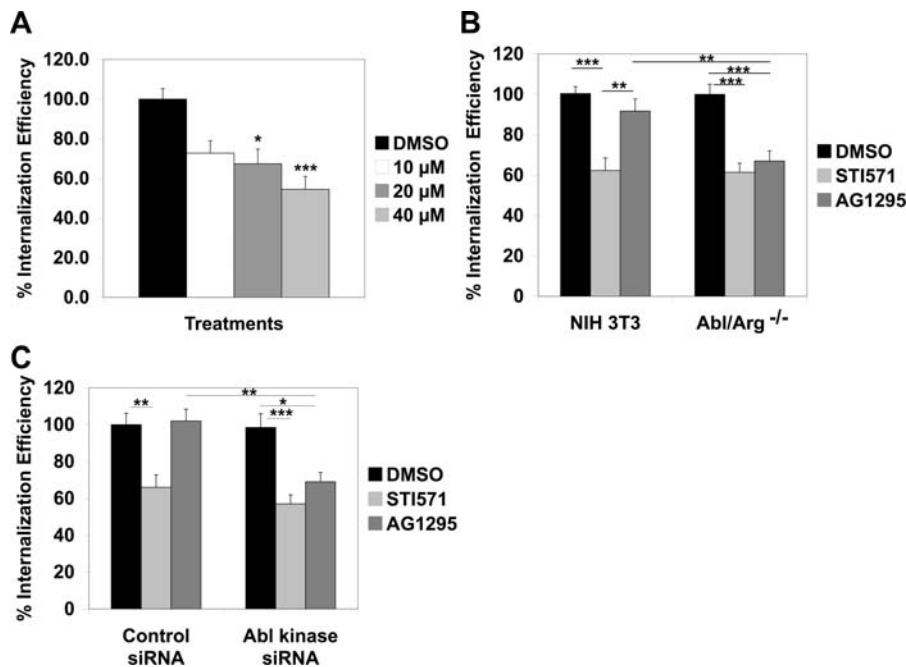 A
% Internalization Efficiency
120.0
100.0
80.0
60.0
40.0
20.0
0.0
*
***
Treatments
DMSO
10 µM
20 µM
40 µM
B
% Internalization Efficiency
120
100
80
60
40
20
0
***
**
**
***
***
NIH 3T3
Abl/Arg -/-
DMSO
STI571
AG1295
C
% Internalization Efficiency
120
100
80
60
40
20
0
**
**
*
***
Control
siRNA
Abl kinase
siRNA
DMSO
STI571
AG1295